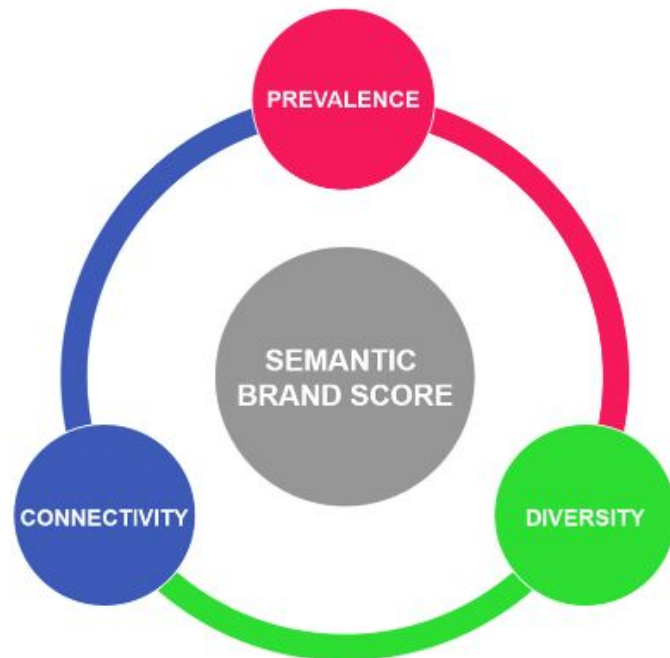 PREVALENCE
SEMANTIC
BRAND SCORE
CONNECTIVITY
DIVERSITY